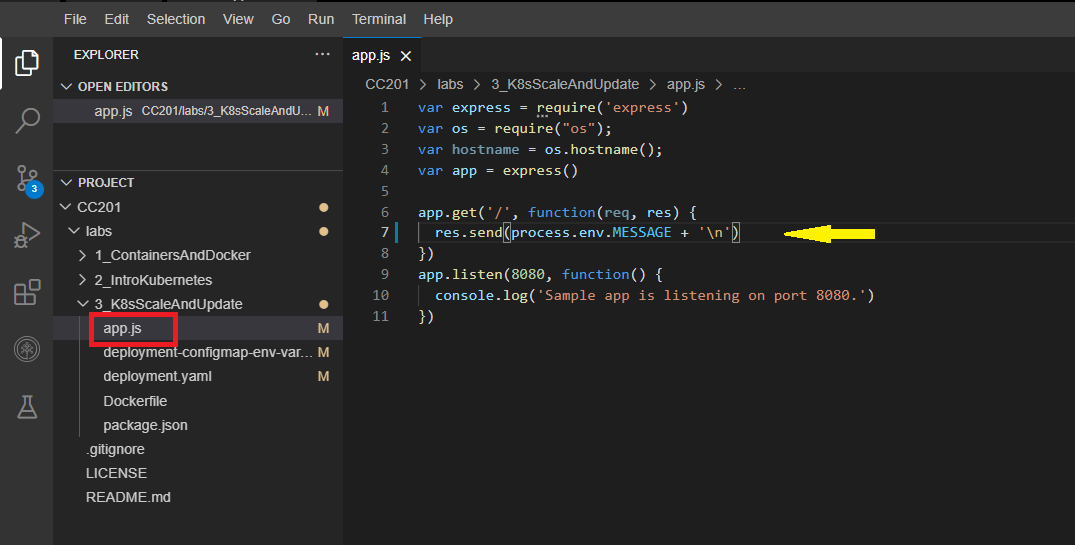 File Edit Selection View Go Run Terminal Help
EXPLORER ...
OPEN EDITORS
app.js CC201/labs/3_K8sScaleAndU... M
PROJECT
CC201
labs
1_ContainersAndDocker
2_IntroKubernetes
3_K8sScaleAndUpdate
app.js M
deployment-configmap-env-var... M
deployment.yaml M
Dockerfile
package.json
.gitignore
LICENSE
README.md
3
app.js
CC201 > labs > 3_K8sScaleAndUpdate > app.js > ...
1 var express = require('express')
2 var os = require("os");
3 var hostname = os.hostname();
4 var app = express()
5
6 app.get('/', function(req, res) {
7 res.send(process.env.MESSAGE + '\n')
8 })
9 app.listen(8080, function() {
10 console.log('Sample app is listening on port 8080.')
11 })